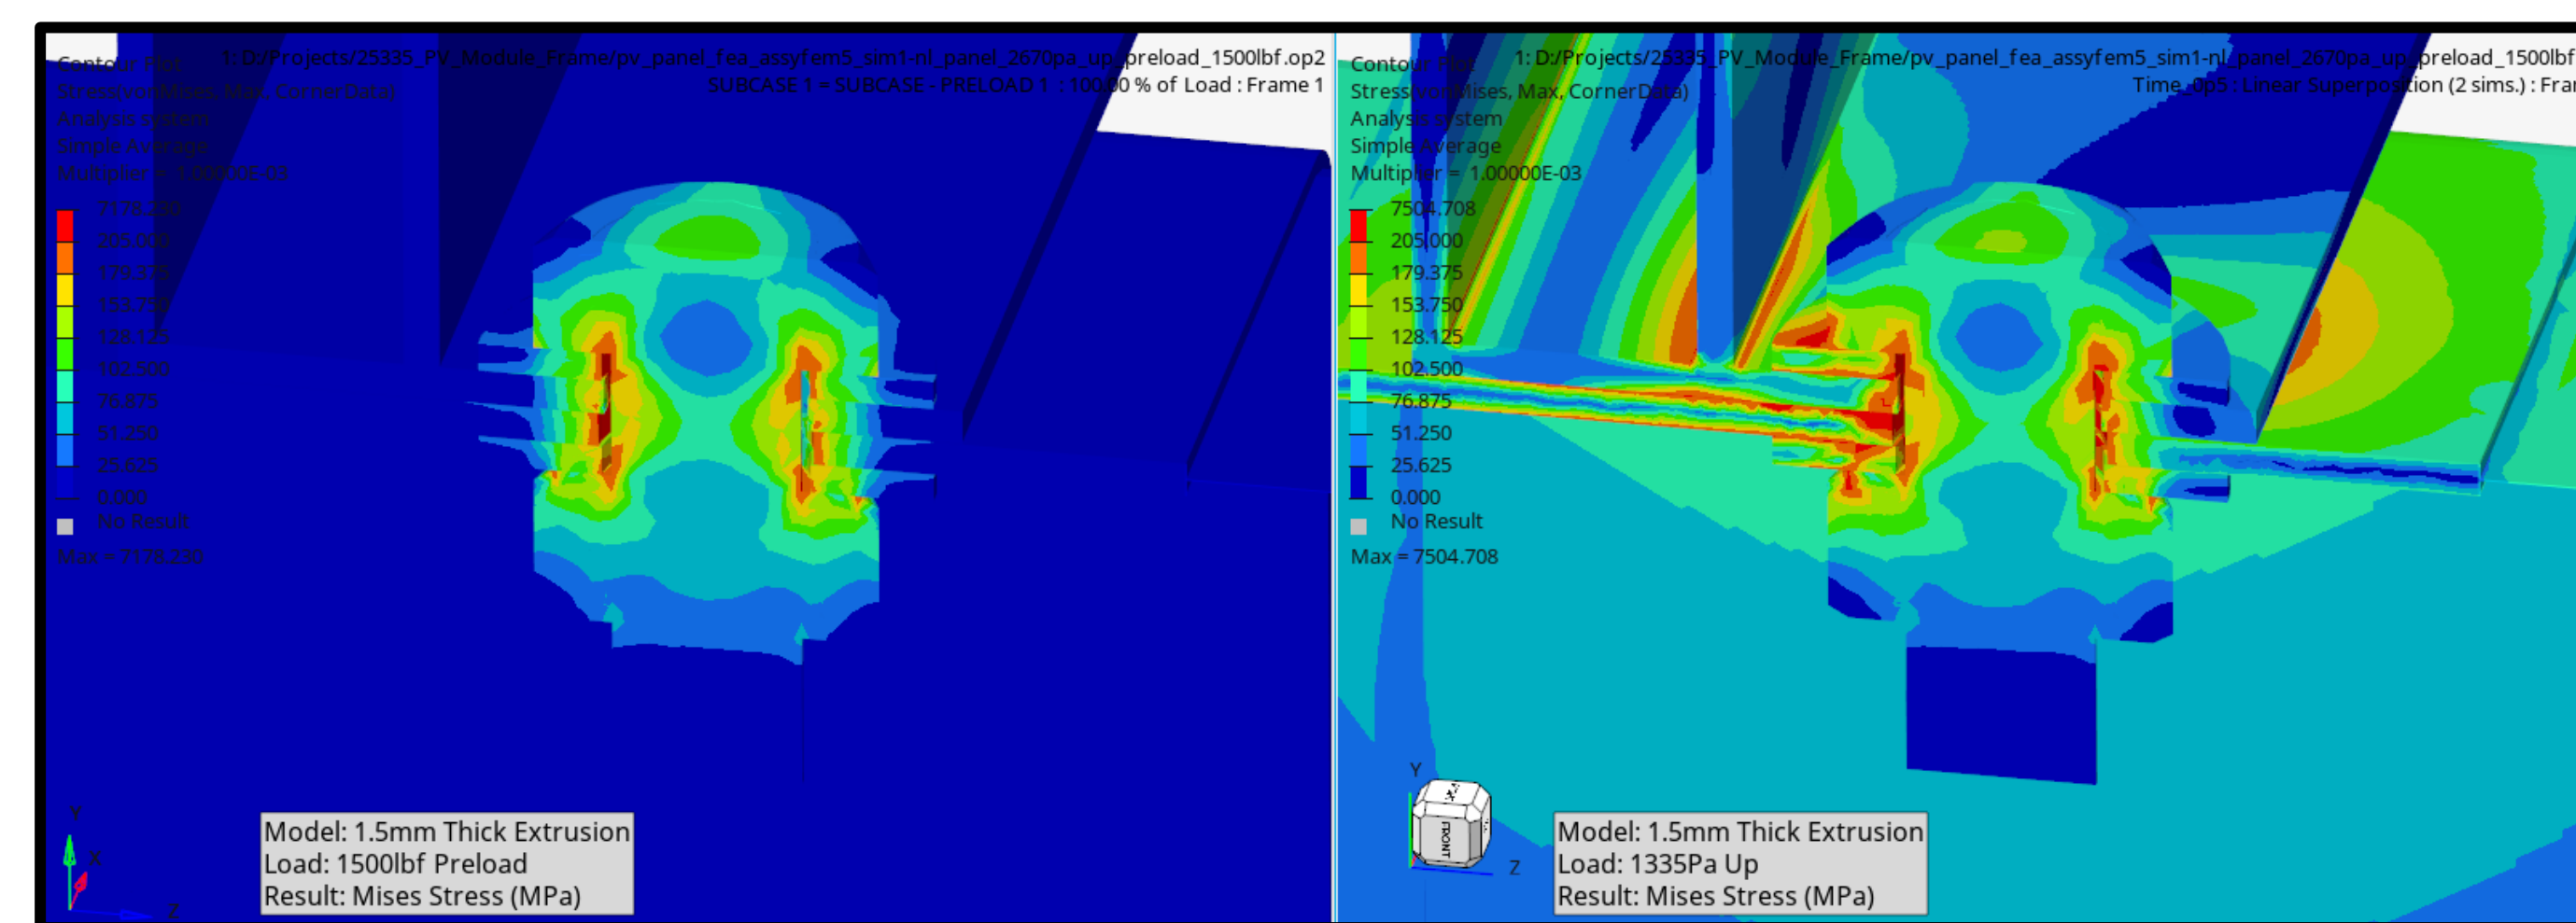 Contour Plot
1: D:/Projects/25335_PV_Module_Frame/pv_panel_fea_assyfem5_sim1-nl_panel_2670pa_up_preload_1500lbf.op2
Stress(vonMises, Max, CornerData)
SUBCASE 1 = SUBCASE - PRELOAD 1 : 100.00 % of Load : Frame 1
Analysis system
Simple Average
Multiplier = 1.00000E-03
7178.230
205.000
179.375
153.750
128.125
102.500
76.875
51.250
25.625
0.000
No Result
Max = 7178.230
Y
X
Z
Model: 1.5mm Thick Extrusion
Load: 1500lbf Preload
Result: Mises Stress (MPa)
Contour Plot
1: D:/Projects/25335_PV_Module_Frame/pv_panel_fea_assyfem5_sim1-nl_panel_2670pa_up_preload_1500lbf
Stress(vonMises, Max, CornerData)
Time_0p5 : Linear Superposition (2 sims.) : Fra
Analysis system
Simple Average
Multiplier = 1.00000E-03
7504.708
205.000
179.375
153.750
128.125
102.500
76.875
51.250
25.625
0.000
No Result
Max = 7504.708
Y
FRONT
Z
Model: 1.5mm Thick Extrusion
Load: 1335Pa Up
Result: Mises Stress (MPa)